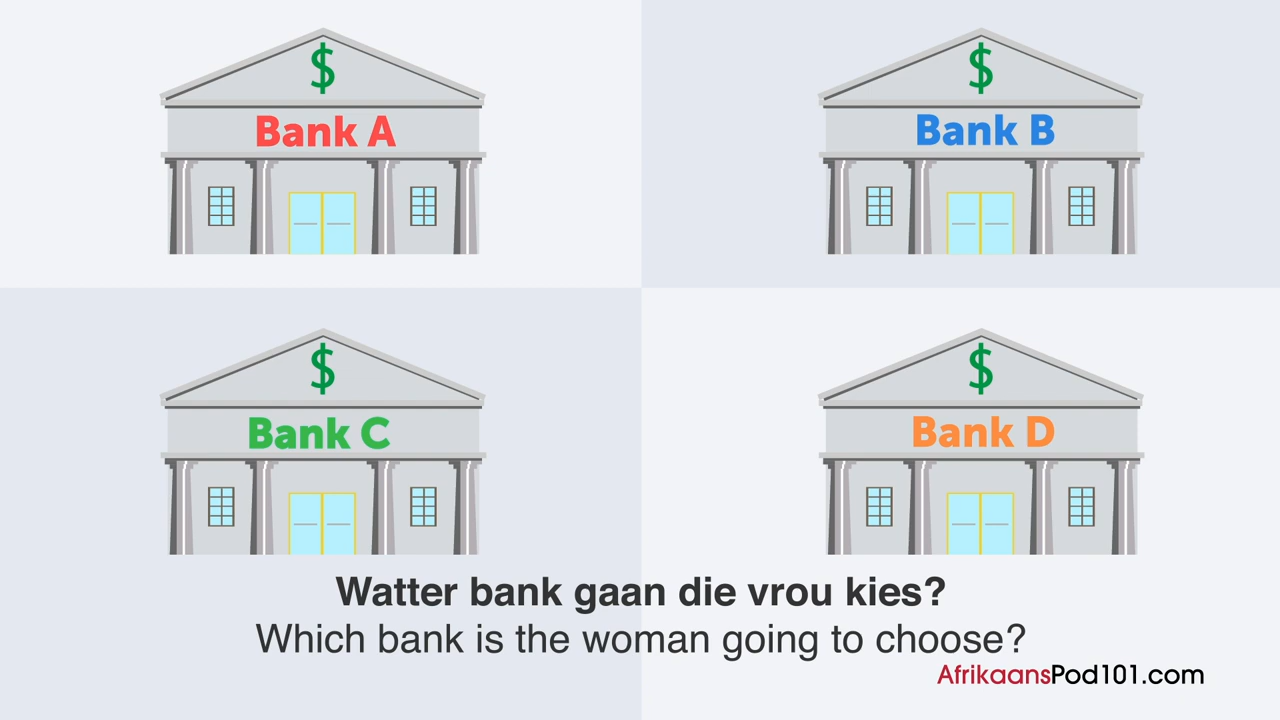 $
Bank A
$
Bank B
$
Bank C
$
Bank D
Watter bank gaan die vrou kies?
Which bank is the woman going to choose?
AfrikaansPod101.com